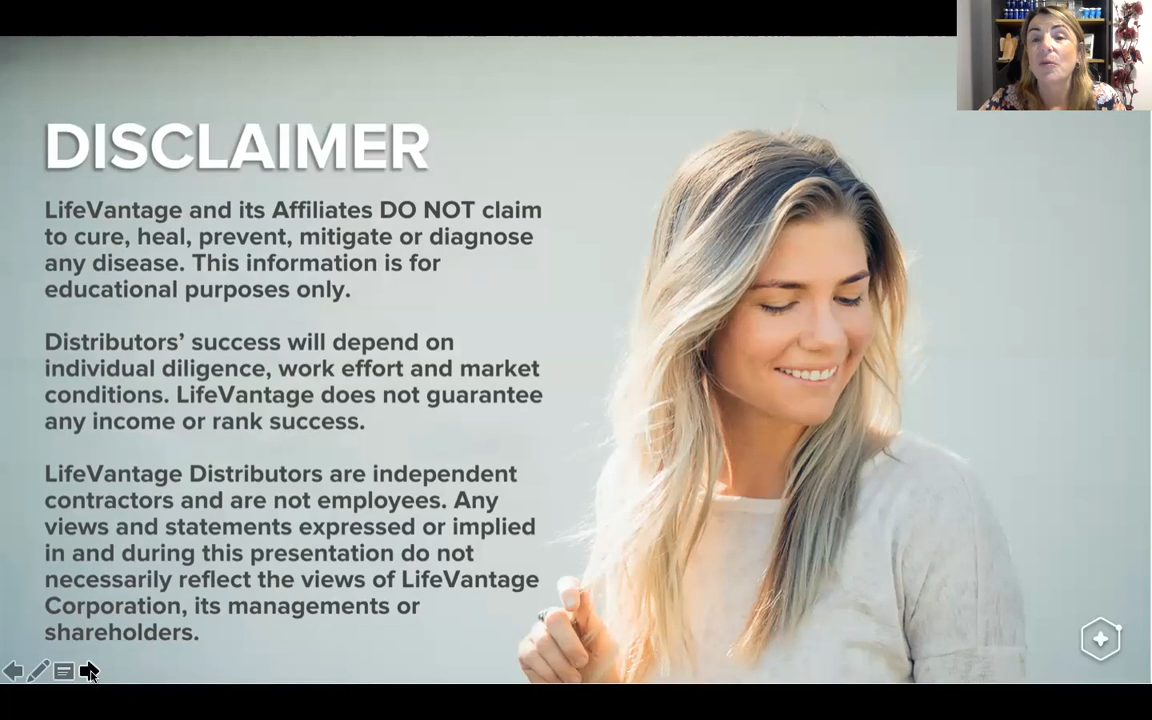 DISCLAIMER
LifeVantage and its Affiliates DO NOT claim
to cure, heal, prevent, mitigate or diagnose
any disease. This information is for
educational purposes only.
Distributors’ success will depend on
individual diligence, work effort and market
conditions. LifeVantage does not guarantee
any income or rank success.
LifeVantage Distributors are independent
contractors and are not employees. Any
views and statements expressed or implied
in and during this presentation do not
necessarily reflect the views of LifeVantage
Corporation, its managements or
shareholders.